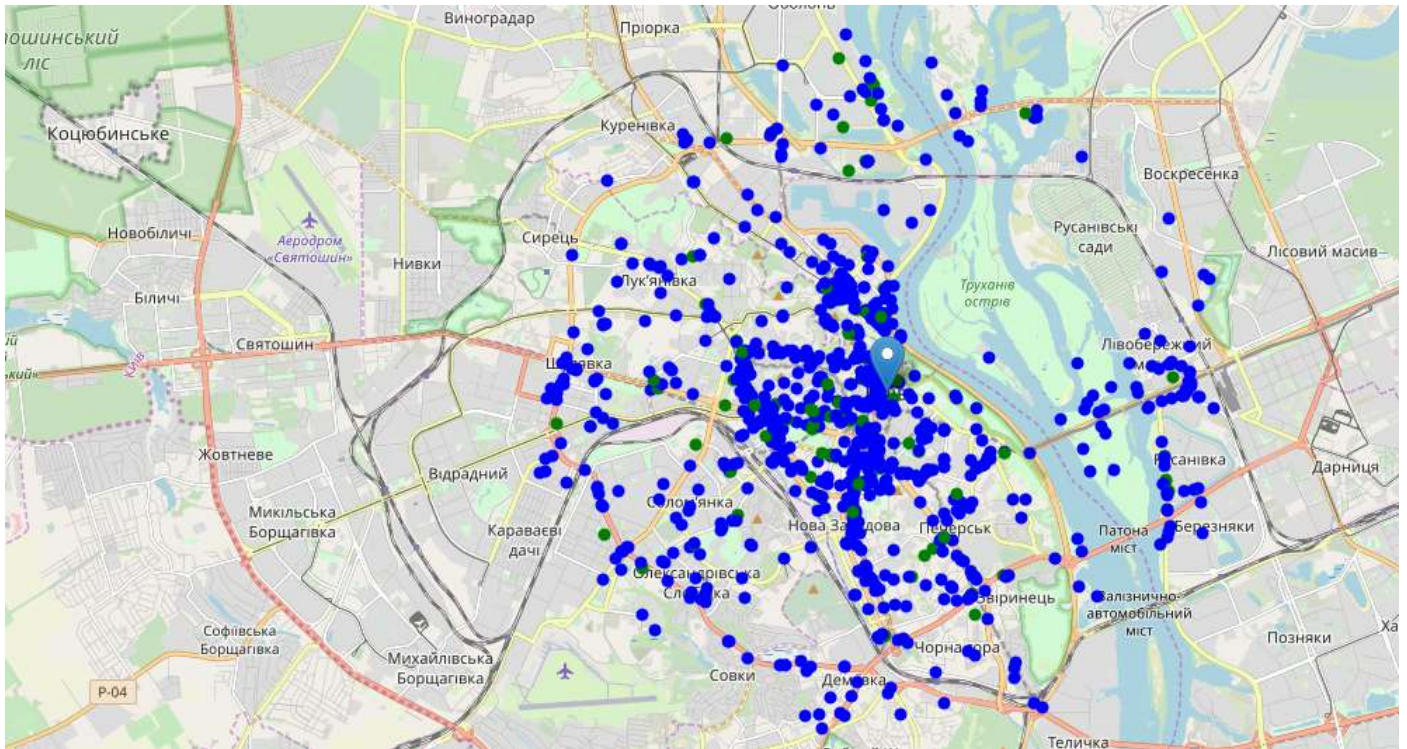 Оболонь
Виноградар
Пріорка
ошинський
ліс
Куренівка
Коцюбинське
Воскресенка
Новобіличі
Сирець
Аеродром
«Святошин»
Русанівські
сади
Лісовий масив
Нивки
Лук'янівка
Труханів
острів
Біличі
Святошин
Лівобережний
Київ
Жовтневе
Відрадний
Русанівка
Дарниця
Солом'янка
Микільська
Борщагівка
Караваєві
дачі
Нова Забудова
Печерськ
Патона
міст
Березняки
Олександрівська
Слобідка
Звіринець
Залізнично-
автомобільний
міст
Софіївська
Борщагівка
Чорна гора
Позняки
Ха
Михайлівська
Борщагівка
Совки
Деміївка
Р-04
Теличка